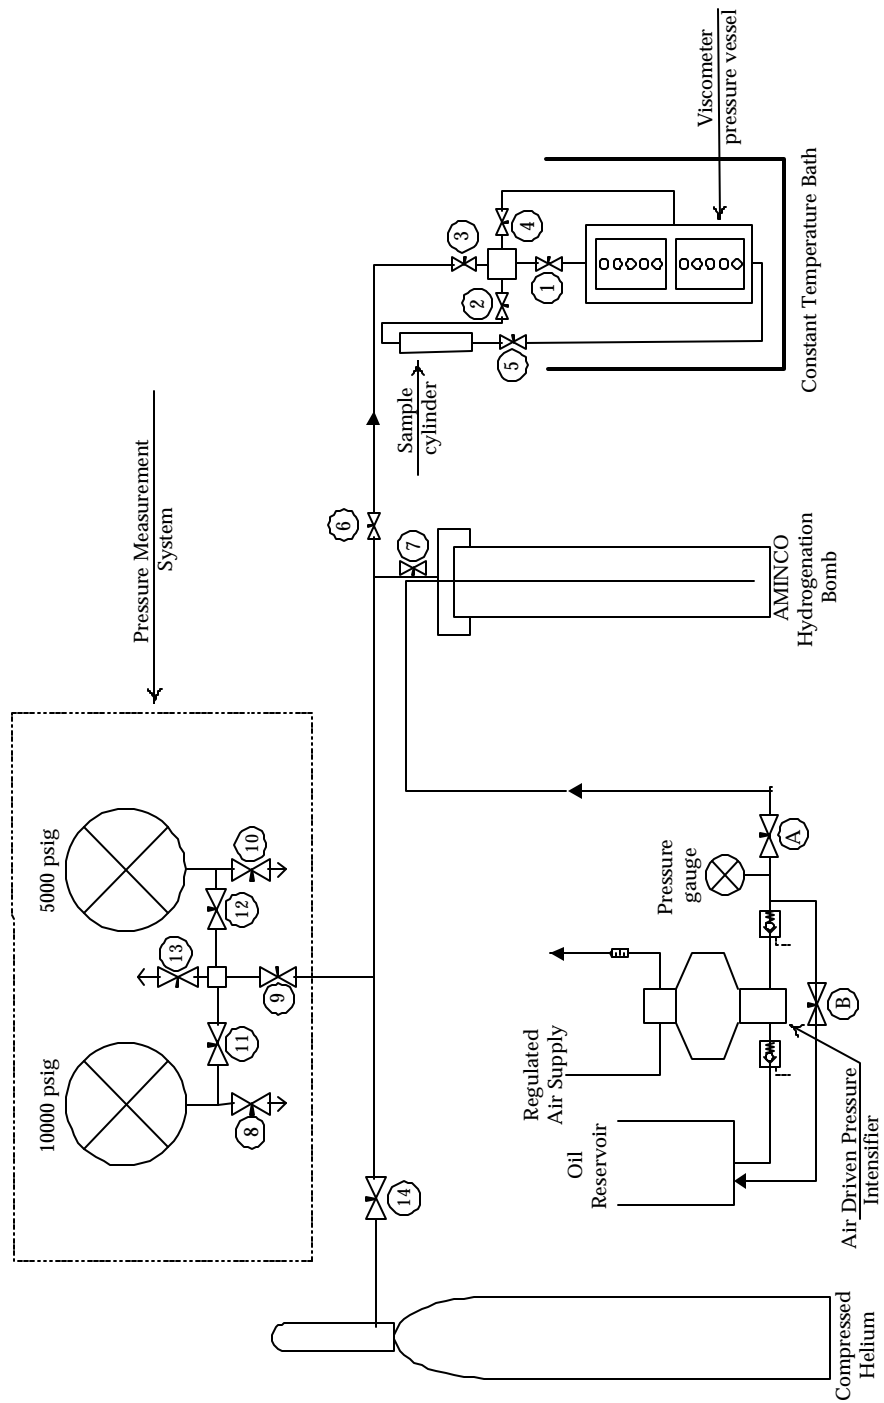 10000 psig
5000 psig
Pressure Measurement
System
13
8
11
12
10
9
6
14
7
Sample
cylinder
3
2
4
1
5
Regulated
Air Supply
Oil
Reservoir
Pressure
gauge
A
B
Viscometer
pressure vessel
AMINCO
Hydrogenation
Bomb
Constant Temperature Bath
Compressed
Helium
Air Driven Pressure
Intensifier